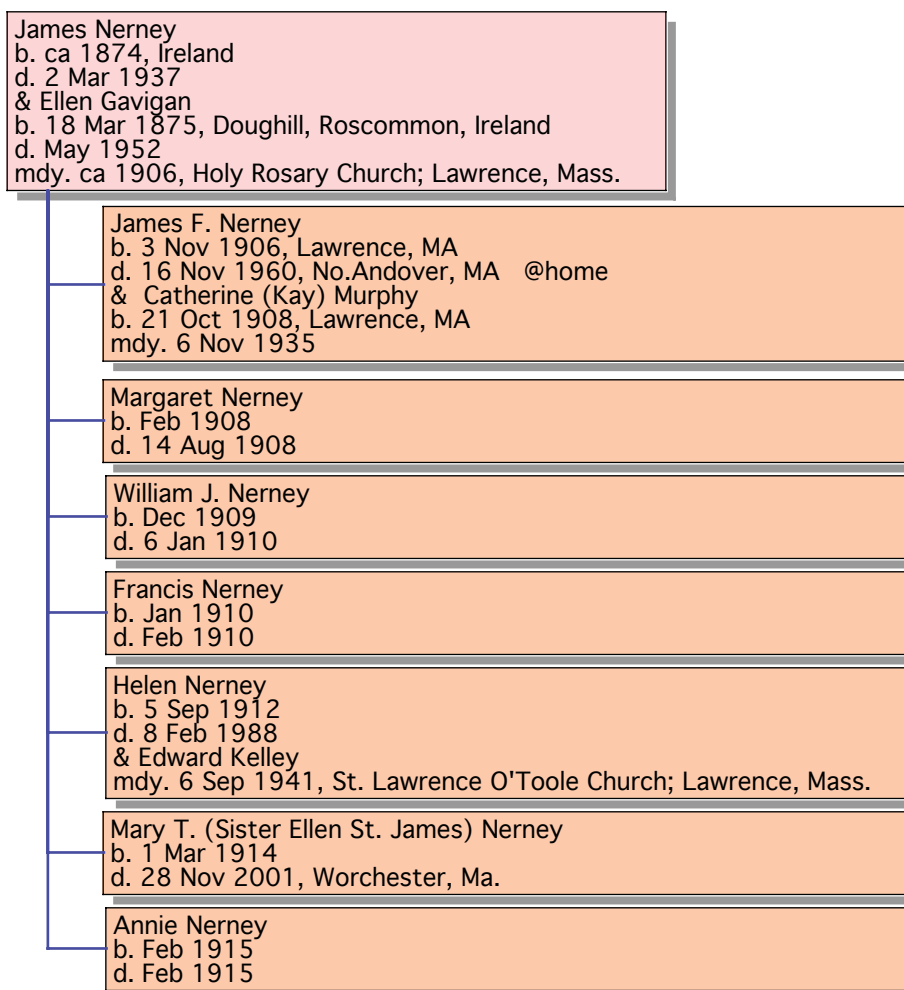 James Nerney
b. ca 1874, Ireland
d. 2 Mar 1937
& Ellen Gavigan
b. 18 Mar 1875, Doughill, Roscommon, Ireland
d. May 1952
mdy. ca 1906, Holy Rosary Church; Lawrence, Mass.
James F. Nerney
b. 3 Nov 1906, Lawrence, MA
d. 16 Nov 1960, No.Andover, MA @home
& Catherine (Kay) Murphy
b. 21 Oct 1908, Lawrence, MA
mdy. 6 Nov 1935
Margaret Nerney
b. Feb 1908
d. 14 Aug 1908
William J. Nerney
b. Dec 1909
d. 6 Jan 1910
Francis Nerney
b. Jan 1910
d. Feb 1910
Helen Nerney
b. 5 Sep 1912
d. 8 Feb 1988
& Edward Kelley
mdy. 6 Sep 1941, St. Lawrence O'Toole Church; Lawrence, Mass.
Mary T. (Sister Ellen St. James) Nerney
b. 1 Mar 1914
d. 28 Nov 2001, Worchester, Ma.
Annie Nerney
b. Feb 1915
d. Feb 1915